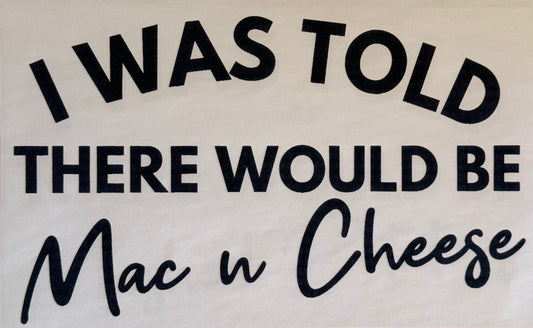 I WAS TOLD
THERE WOULD BE
Mac n Cheese